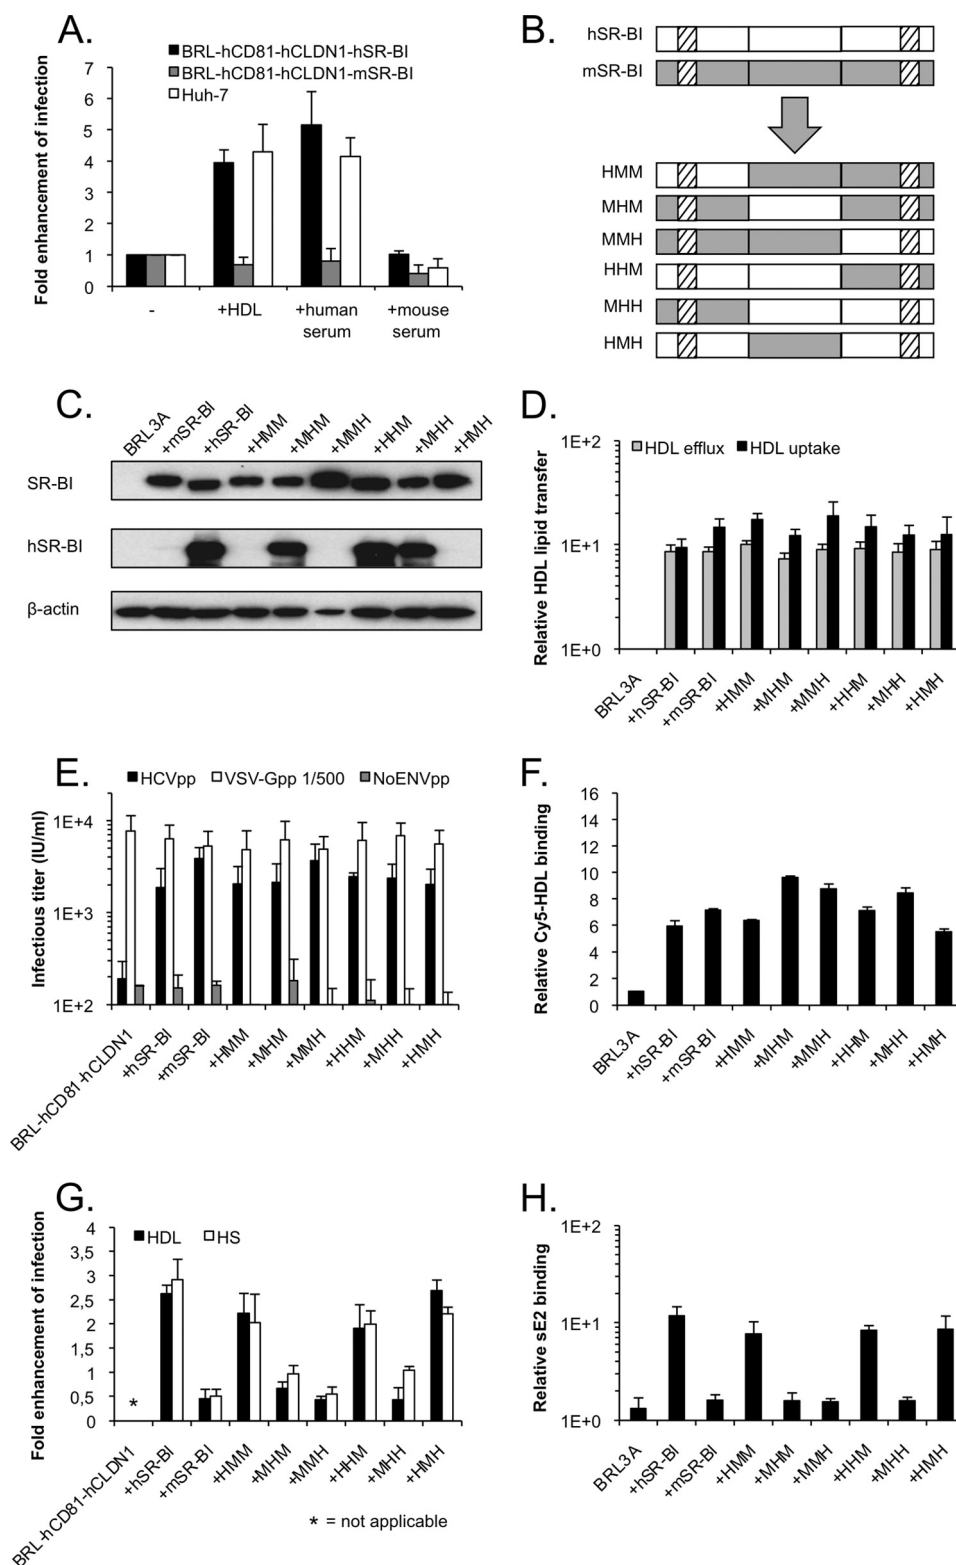 A.
BRL-hCD81-hCLDN1-hSR-BI
BRL-hCD81-hCLDN1-mSR-BI
Huh-7
Fold enhancement of infection
7
6
5
4
3
2
1
0
-
+HDL
+human
serum
+mouse
serum
B.
hSR-BI
mSR-BI
HMM
MHM
MMH
HHM
MHH
HMH
C.
BRL3A
+mSR-BI
+hSR-BI
+HMM
+MHM
+MMH
+HHM
+MHH
+HMH
SR-BI
hSR-BI
β-actin
D.
HDL efflux
HDL uptake
Relative HDL lipid transfer
1E+2
1E+1
1E+0
BRL3A
+hSR-BI
+mSR-BI
+HMM
+MHM
+MMH
+HHM
+MHH
+HMH
E.
HCVpp
VSV-Gpp 1/500
NoENVpp
Infectious titer (IU/ml)
1E+4
1E+3
1E+2
BRL-hCD81-hCLDN1
+hSR-BI
+mSR-BI
+HMM
+MHM
+MMH
+HHM
+MHH
+HMH
F.
Relative Cy5-HDL binding
16
14
12
10
8
6
4
2
0
BRL3A
+hSR-BI
+mSR-BI
+HMM
+MHM
+MMH
+HHM
+MHH
+HMH
G.
HDL
HS
Fold enhancement of infection
4
3,5
3
2,5
2
1,5
1
0,5
0
*
BRL-hCD81-hCLDN1
+hSR-BI
+mSR-BI
+HMM
+MHM
+MMH
+HHM
+MHH
+HMH
* = not applicable
H.
Relative sE2 binding
1E+2
1E+1
1E+0
BRL3A
+hSR-BI
+mSR-BI
+HMM
+MHM
+MMH
+HHM
+MHH
+HMH